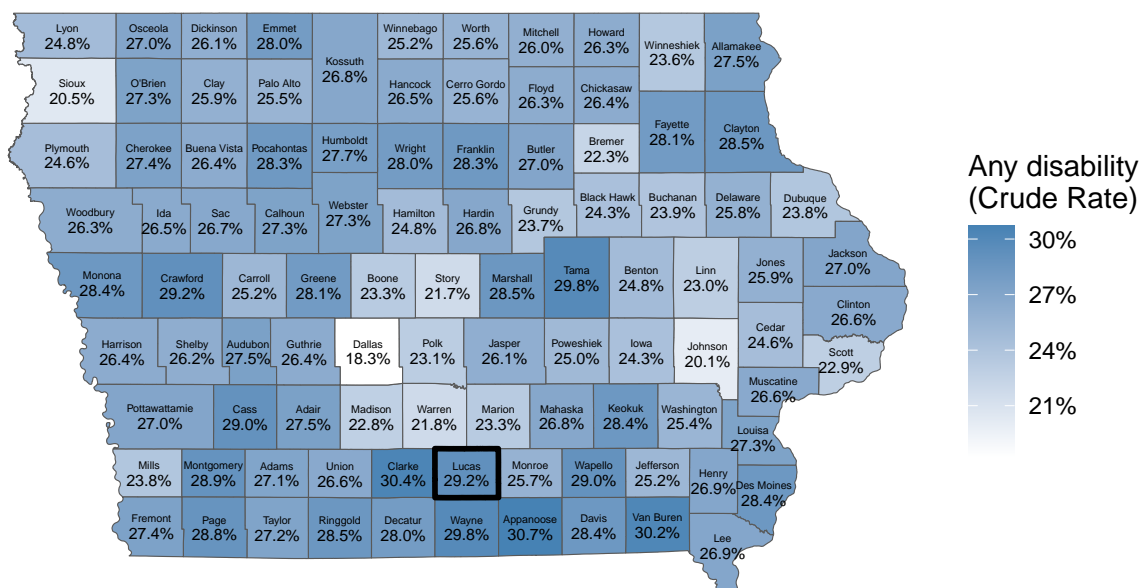 Lyon
24.8%
Osceola
27.0%
Dickinson
26.1%
Emmet
28.0%
Kossuth
26.8%
Winnebago
25.2%
Worth
25.6%
Mitchell
26.0%
Howard
26.3%
Winneshiek
23.6%
Allamakee
27.5%
Sioux
20.5%
O'Brien
27.3%
Clay
25.9%
Palo Alto
25.5%
Hancock
26.5%
Cerro Gordo
25.6%
Floyd
26.3%
Chickasaw
26.4%
Plymouth
24.6%
Cherokee
27.4%
Buena Vista
26.4%
Pocahontas
28.3%
Humboldt
27.7%
Wright
28.0%
Franklin
28.3%
Butler
27.0%
Bremer
22.3%
Fayette
28.1%
Clayton
28.5%
Woodbury
26.3%
Ida
26.5%
Sac
26.7%
Calhoun
27.3%
Webster
27.3%
Hamilton
24.8%
Hardin
26.8%
Grundy
23.7%
Black Hawk
24.3%
Buchanan
23.9%
Delaware
25.8%
Dubuque
23.8%
Monona
28.4%
Crawford
29.2%
Carroll
25.2%
Greene
28.1%
Boone
23.3%
Story
21.7%
Marshall
28.5%
Tama
29.8%
Benton
24.8%
Linn
23.0%
Jones
25.9%
Jackson
27.0%
Clinton
26.6%
Harrison
26.4%
Shelby
26.2%
Audubon
27.5%
Guthrie
26.4%
Dallas
18.3%
Polk
23.1%
Jasper
26.1%
Poweshiek
25.0%
Iowa
24.3%
Johnson
20.1%
Cedar
24.6%
Scott
22.9%
Muscatine
26.6%
Pottawattamie
27.0%
Cass
29.0%
Adair
27.5%
Madison
22.8%
Warren
21.8%
Marion
23.3%
Mahaska
26.8%
Keokuk
28.4%
Washington
25.4%
Louisa
27.3%
Mills
23.8%
Montgomery
28.9%
Adams
27.1%
Union
26.6%
Clarke
30.4%
Lucas
29.2%
Monroe
25.7%
Wapello
29.0%
Jefferson
25.2%
Henry
26.9%
Des Moines
28.4%
Fremont
27.4%
Page
28.8%
Taylor
27.2%
Ringgold
28.5%
Decatur
28.0%
Wayne
29.8%
Appanoose
30.7%
Davis
28.4%
Van Buren
30.2%
Lee
26.9%
Any disability
(Crude Rate)
30%
27%
24%
21%